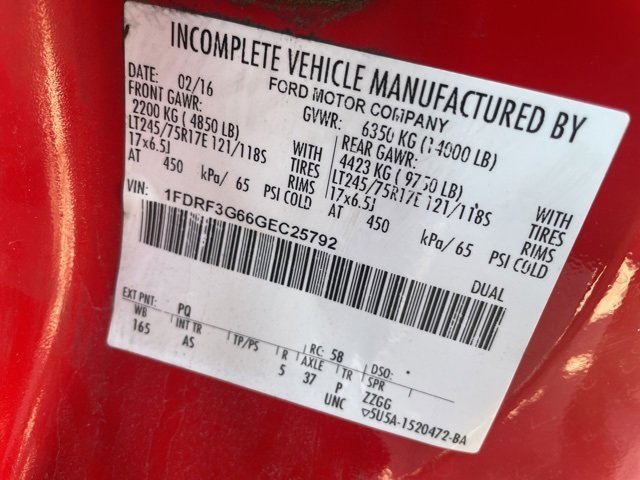 INCOMPLETE VEHICLE MANUFACTURED BY
FORD MOTOR COMPANY
DATE: 02/16 GVWR: 6350 KG (14000 LB)
FRONT GAWR: REAR GAWR:
2200 KG ( 4850 LB) WITH 4423 KG ( 9750 LB) WITH
LT245/75R17E 121/118S TIRES LT245/75R17E 121/118S TIRES
17x6.5J RIMS 17x6.5J RIMS
AT 450 kPa/ 65 PSI COLD AT 450 kPa/ 65 PSI COLD
VIN: 1FDRF3G66GEC25792 DUAL
EXT PNT: PQ RC: 58 DSO:
WB INT TR TP/PS R AXLE TR SPR
165 AS 5 37 P ZZGG
UNC ▽5U5A-1520472-BA